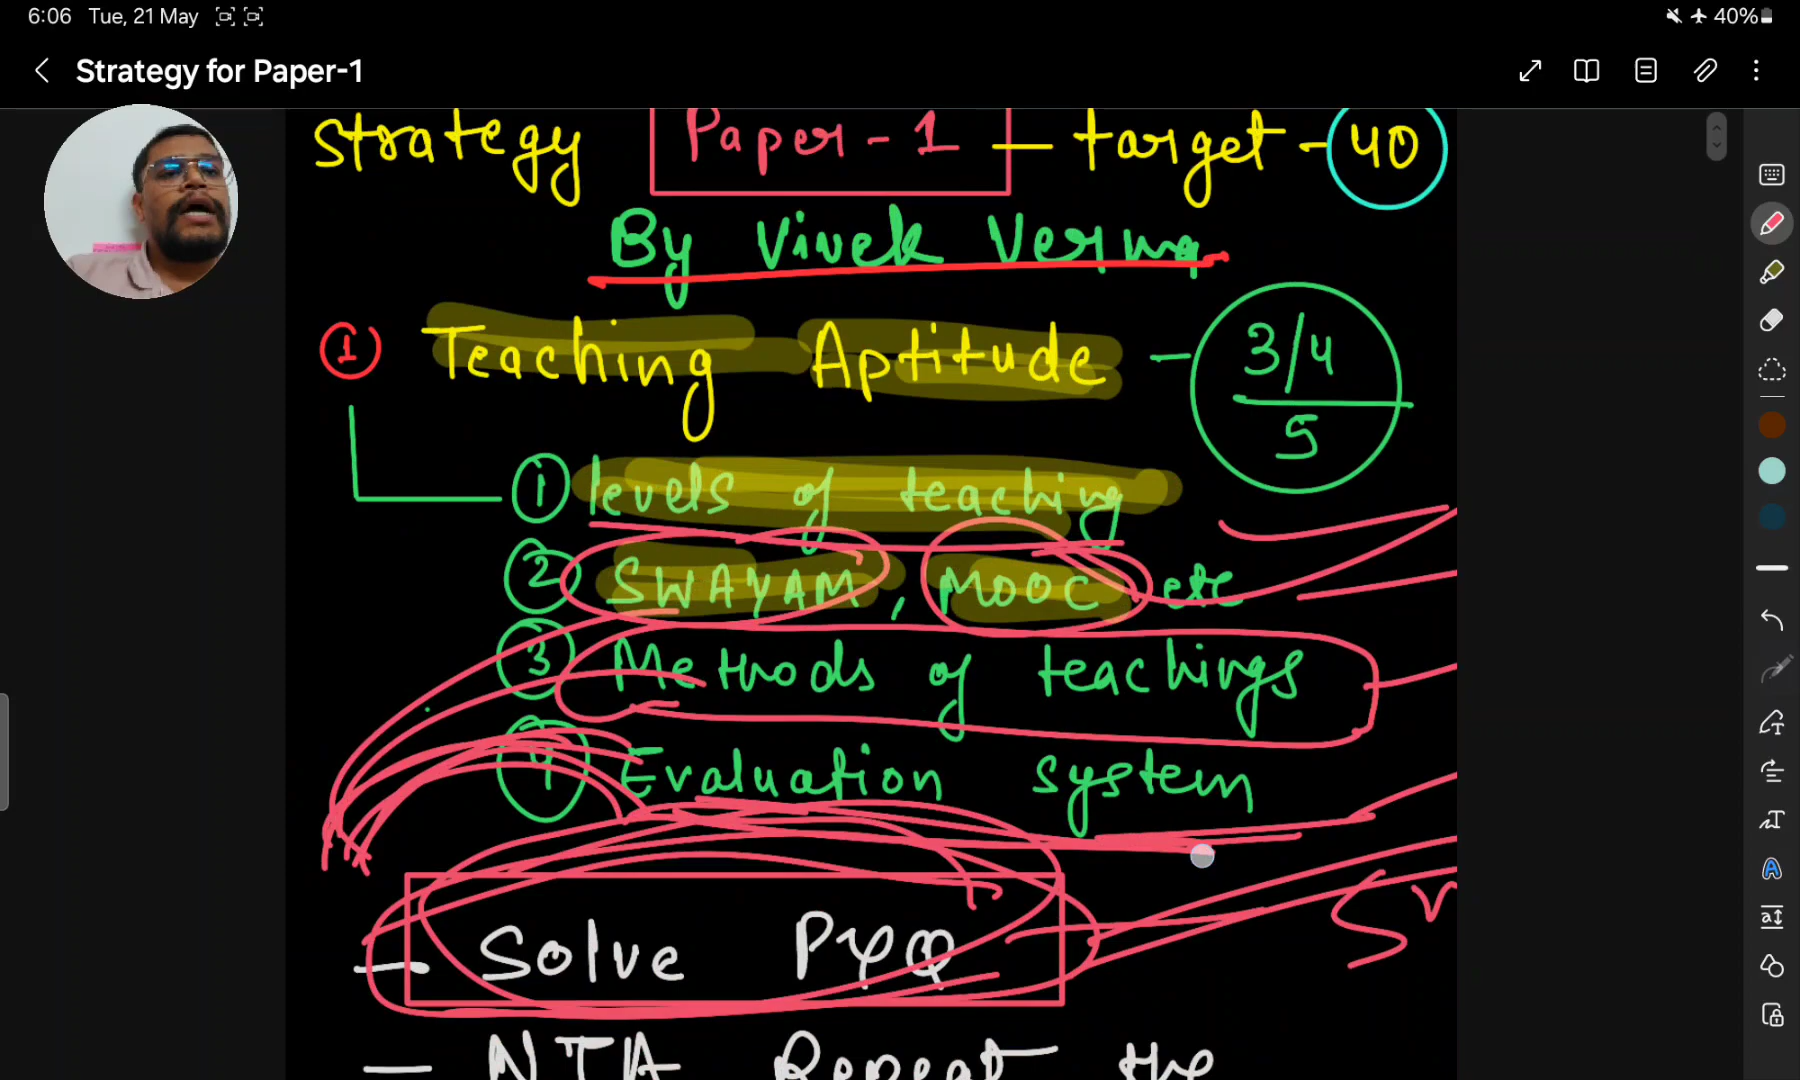 6:06 Tue, 21 May 40%
Strategy for Paper-1
Strategy Paper - 1 — target - 40
By Vivek Verma
1 Teaching Aptitude — 3/4
5
1 levels of teaching
2 SWAYAM, MOOC etc
3 Methods of teachings
4 Evaluation system
— Solve PYQ
— NTA Repeat the